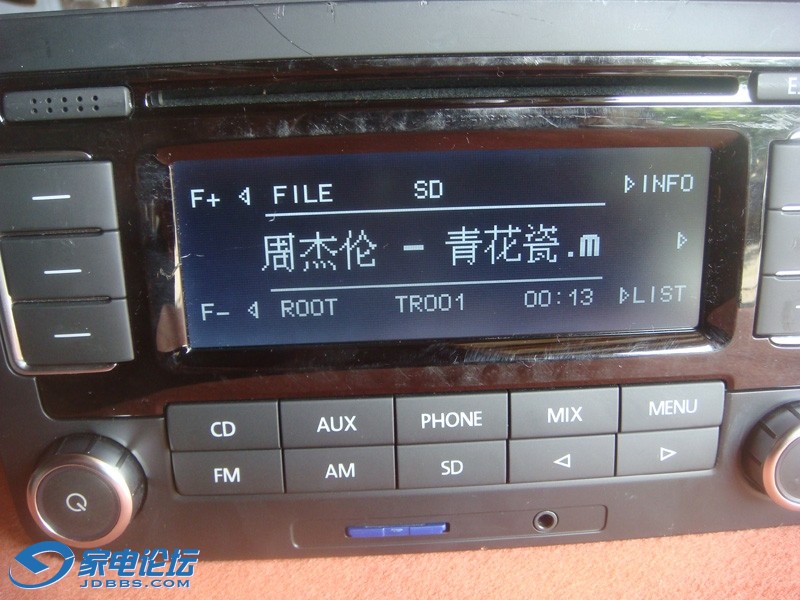 E
F+ FILE SD INFO
周杰伦 - 青花瓷.m
F- ROOT TR001 00:13 LIST
CD AUX PHONE MIX MENU
FM AM SD
家电论坛
JDBBS.COM